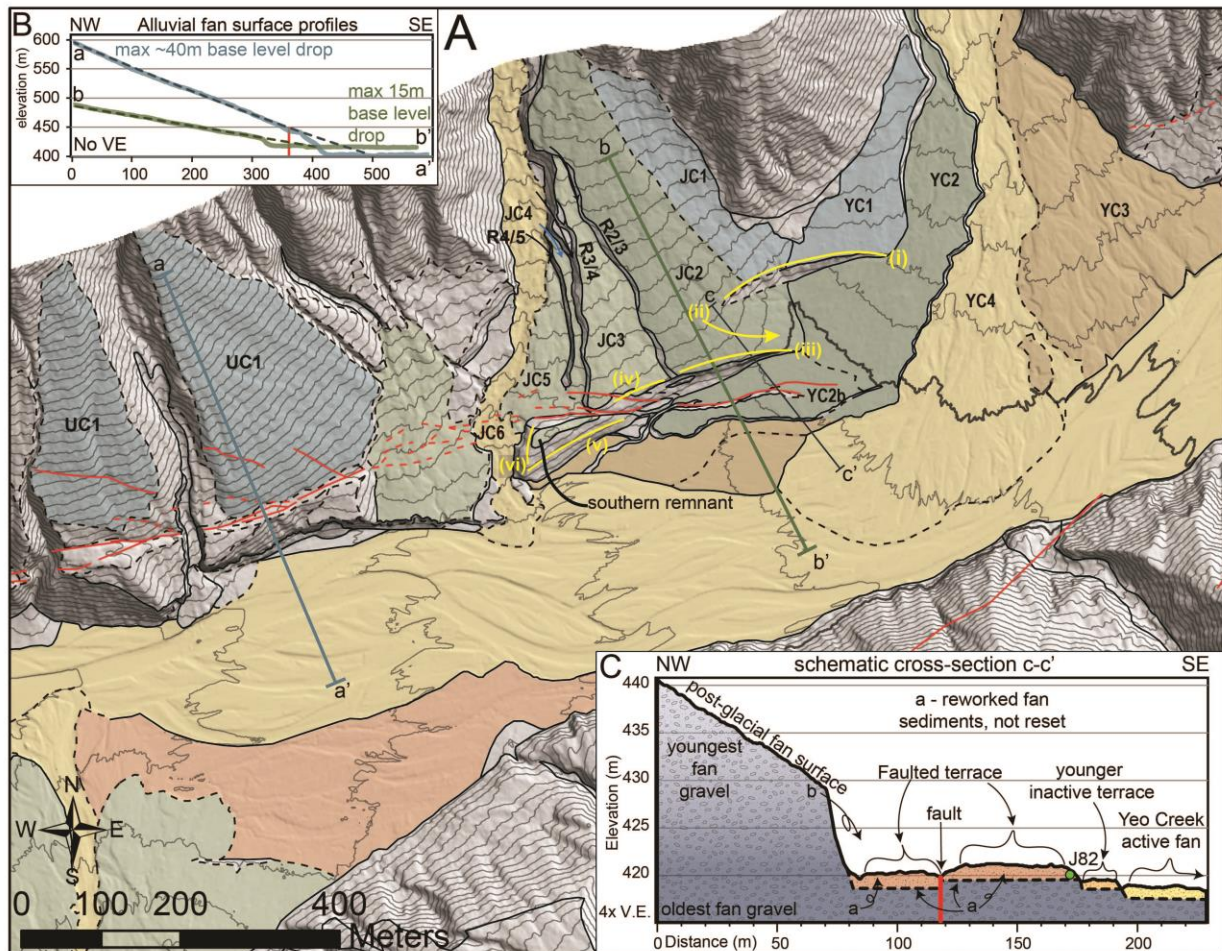 B
NW
Alluvial fan surface profiles
SE
600
550
500
450
400
elevation (m)
a
max ~40m base level drop
b
max 15m
base level
drop
b'
No VE
a'
0
100
200
300
400
500
A
JC4
R4/5
R3/4
R2/3
b
JC1
YC1
YC2
YC3
YC4
JC2
c
(i)
(ii)
(iii)
JC3
(iv)
JC5
YC2b
JC6
(v)
(vi)
c'
southern remnant
b'
a
UC1
UC1
a'
N
W
E
S
0 100 200 400
Meters
C
NW
schematic cross-section c-c'
SE
440
435
430
425
420
Elevation (m)
4x V.E.
post-glacial fan surface
a - reworked fan
sediments, not reset
youngest
fan
gravel
Faulted terrace
younger
inactive terrace
b
fault
Yeo Creek
active fan
J82
a
a
a
oldest fan gravel
0 Distance (m)
50
100
150
200